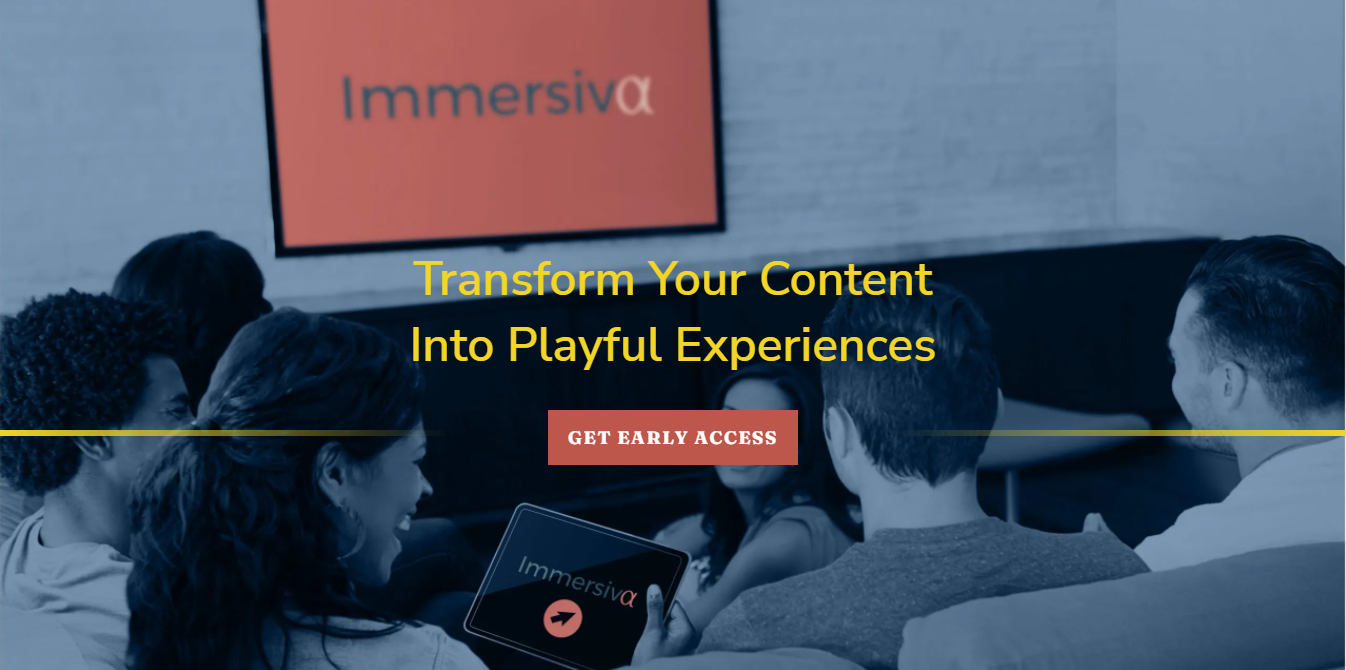 Immersivα
Transform Your Content
Into Playful Experiences
GET EARLY ACCESS
Immersivα